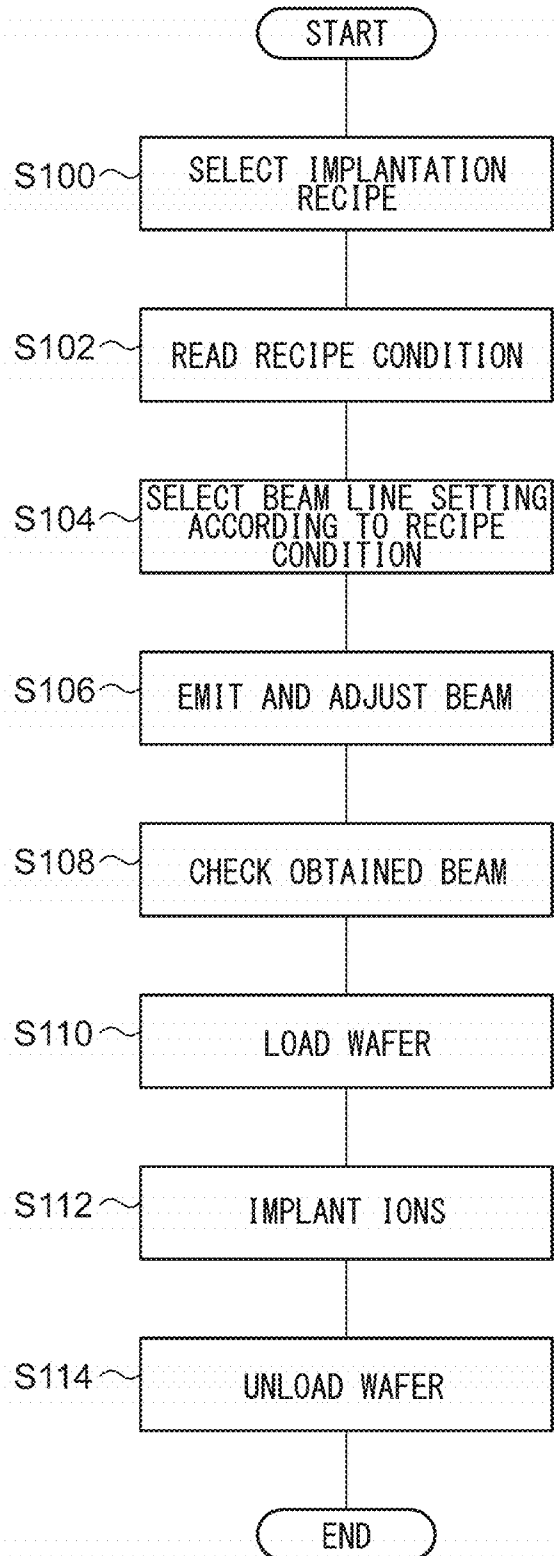 START
S100
SELECT IMPLANTATION
RECIPE
S102
READ RECIPE CONDITION
S104
SELECT BEAM LINE SETTING
ACCORDING TO RECIPE
CONDITION
S106
EMIT AND ADJUST BEAM
S108
CHECK OBTAINED BEAM
S110
LOAD WAFER
S112
IMPLANT IONS
S114
UNLOAD WAFER
END